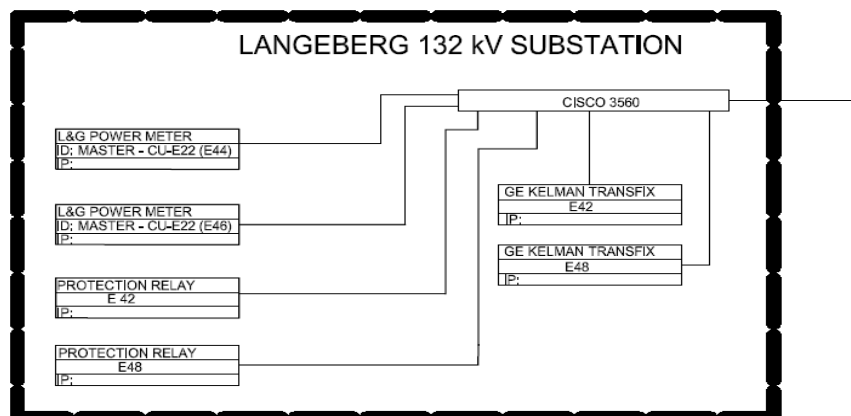 LANGEBERG 132 kV SUBSTATION
CISCO 3560
L&G POWER METER
ID: MASTER - CU-E22 (E44)
IP:
L&G POWER METER
ID: MASTER - CU-E22 (E46)
IP:
PROTECTION RELAY
E 42
IP:
PROTECTION RELAY
E48
IP:
GE KELMAN TRANSFIX
E42
IP:
GE KELMAN TRANSFIX
E48
IP: